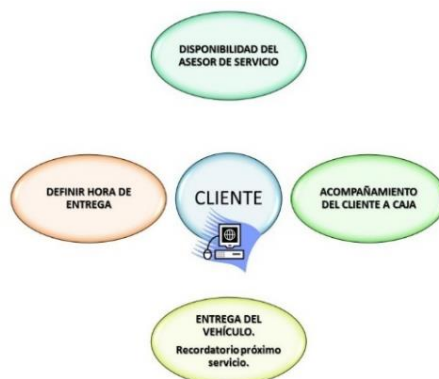 DISPONIBILIDAD DEL
ASESOR DE SERVICIO
DEFINIR HORA DE
ENTREGA
CLIENTE
ACOMPAÑAMIENTO
DEL CLIENTE A CAJA
ENTREGA DEL
VEHÍCULO.
Recordatorio próximo
servicio.